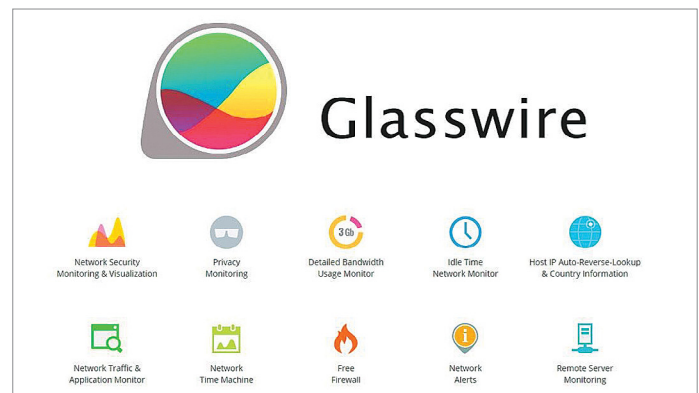 Glasswire
Network Security
Monitoring & Visualization
Privacy
Monitoring
3 Gb
Detailed Bandwidth
Usage Monitor
Idle Time
Network Monitor
Host IP Auto-Reverse-Lookup
& Country Information
Network Traffic &
Application Monitor
Network
Time Machine
Free
Firewall
Network
Alerts
Remote Server
Monitoring